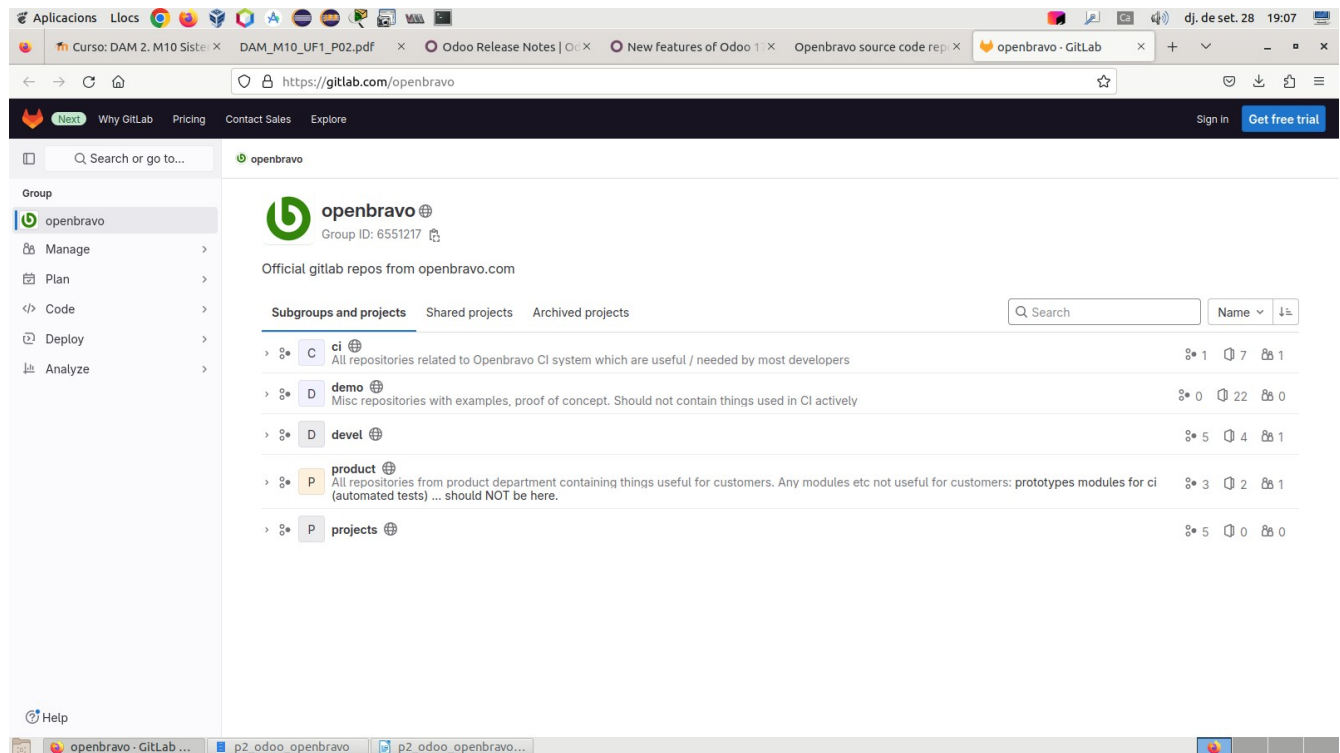 Aplicacions Llocs Ca dj. de set. 28 19:07
Curso: DAM 2. M10 Siste DAM_M10_UF1_P02.pdf Odoo Release Notes | Od New features of Odoo 1 Openbravo source code rep openbravo · GitLab
https://gitlab.com/openbravo
Next Why GitLab Pricing Contact Sales Explore Sign in Get free trial
Search or go to... openbravo
Group
openbravo
Manage
Plan
Code
Deploy
Analyze
openbravo
Group ID: 6551217
Official gitlab repos from openbravo.com
Subgroups and projects Shared projects Archived projects Search Name
C ci 1 7 1
All repositories related to Openbravo CI system which are useful / needed by most developers
D demo 0 22 0
Misc repositories with examples, proof of concept. Should not contain things used in CI actively
D devel 5 4 1
P product 3 2 1
All repositories from product department containing things useful for customers. Any modules etc not useful for customers: prototypes modules for ci
(automated tests) ... should NOT be here.
P projects 5 0 0
Help
openbravo · GitLab ... p2_odoo_openbravo p2_odoo_openbravo...